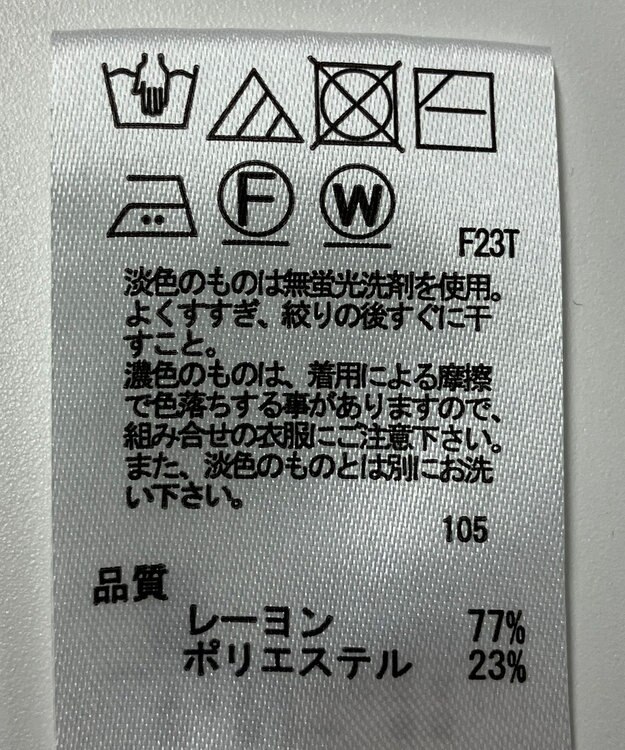 F W
F23T
淡色のものは無蛍光洗剤を使用。
よくすすぎ、絞りの後すぐに干
すこと。
濃色のものは、着用による摩擦
で色落ちする事がありますので、
組み合せの衣服にご注意下さい。
また、淡色のものとは別にお洗
い下さい。
105
品質
レーヨン 77%
ポリエステル 23%